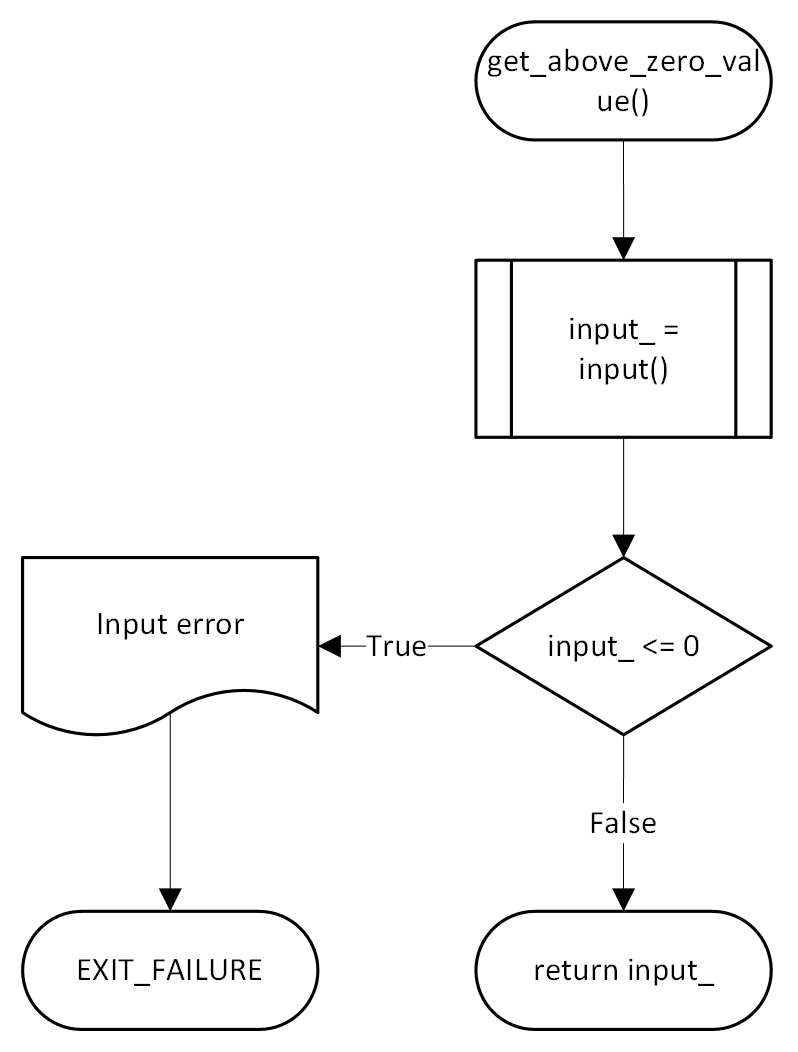 get_above_zero_val
ue()
input_ =
input()
Input error
True
input_ <= 0
False
EXIT_FAILURE
return input_